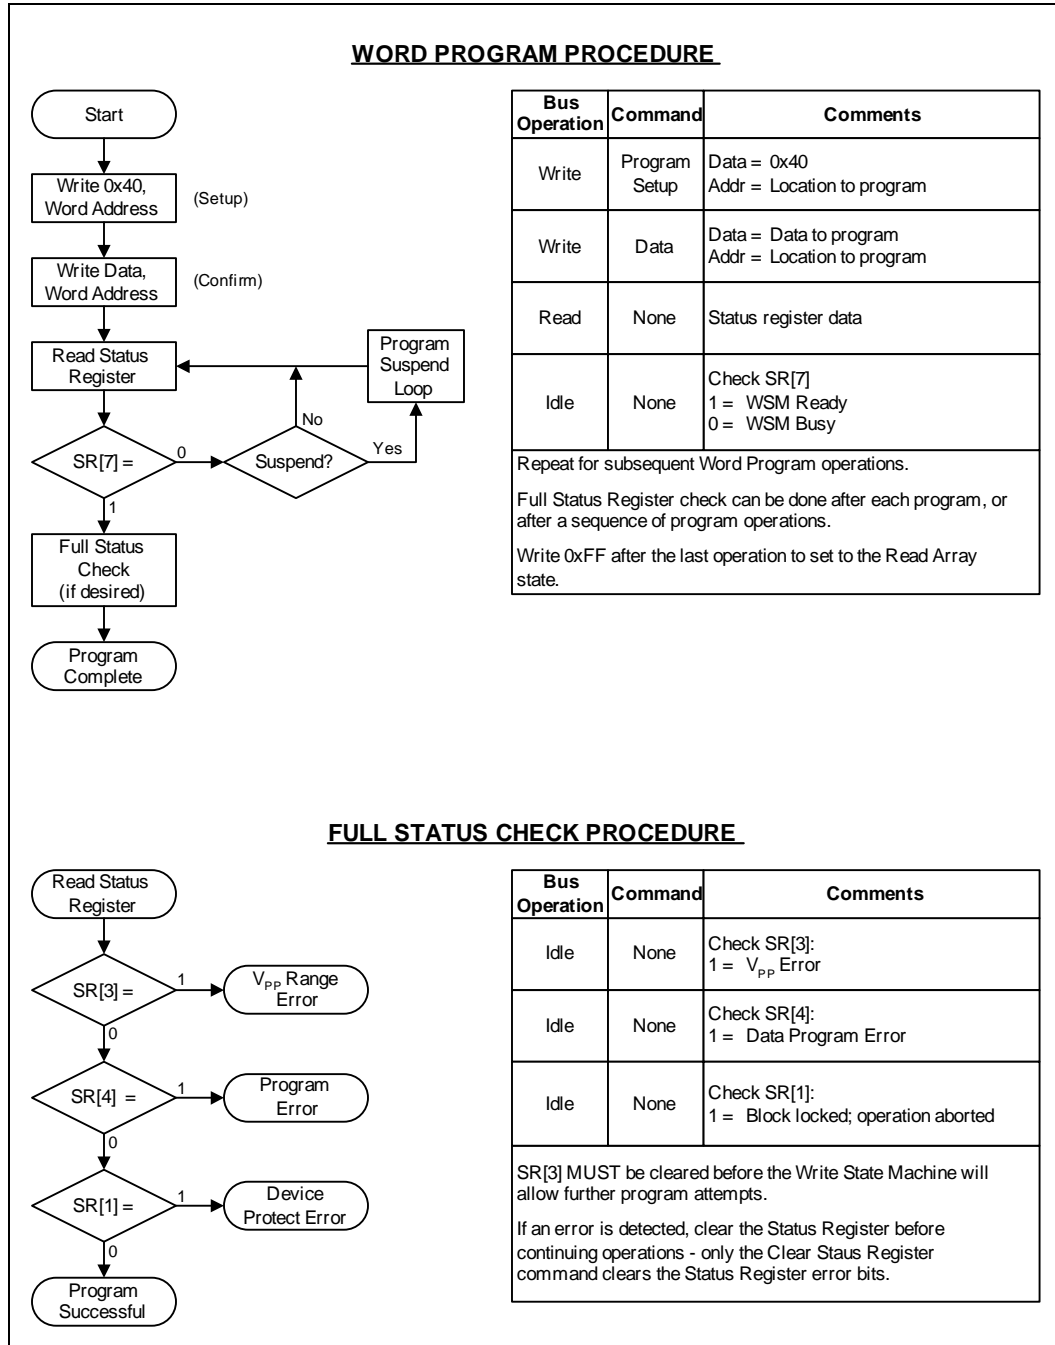 WORD PROGRAM PROCEDURE
Start
Write 0x40,
Word Address
(Setup)
Write Data,
Word Address
(Confirm)
Read Status
Register
Program
Suspend
Loop
No
SR[7] =
0
Suspend?
Yes
1
Full Status
Check
(if desired)
Program
Complete
Bus
Operation
Command
Comments
Write
Program
Setup
Data = 0x40
Addr = Location to program
Write
Data
Data = Data to program
Addr = Location to program
Read
None
Status register data
Idle
None
Check SR[7]
1 = WSM Ready
0 = WSM Busy
Repeat for subsequent Word Program operations.
Full Status Register check can be done after each program, or
after a sequence of program operations.
Write 0xFF after the last operation to set to the Read Array
state.
FULL STATUS CHECK PROCEDURE
Read Status
Register
SR[3] =
1
VPP Range
Error
0
SR[4] =
1
Program
Error
0
SR[1] =
1
Device
Protect Error
0
Program
Successful
Bus
Operation
Command
Comments
Idle
None
Check SR[3]:
1 = VPP Error
Idle
None
Check SR[4]:
1 = Data Program Error
Idle
None
Check SR[1]:
1 = Block locked; operation aborted
SR[3] MUST be cleared before the Write State Machine will
allow further program attempts.
If an error is detected, clear the Status Register before
continuing operations - only the Clear Staus Register
command clears the Status Register error bits.